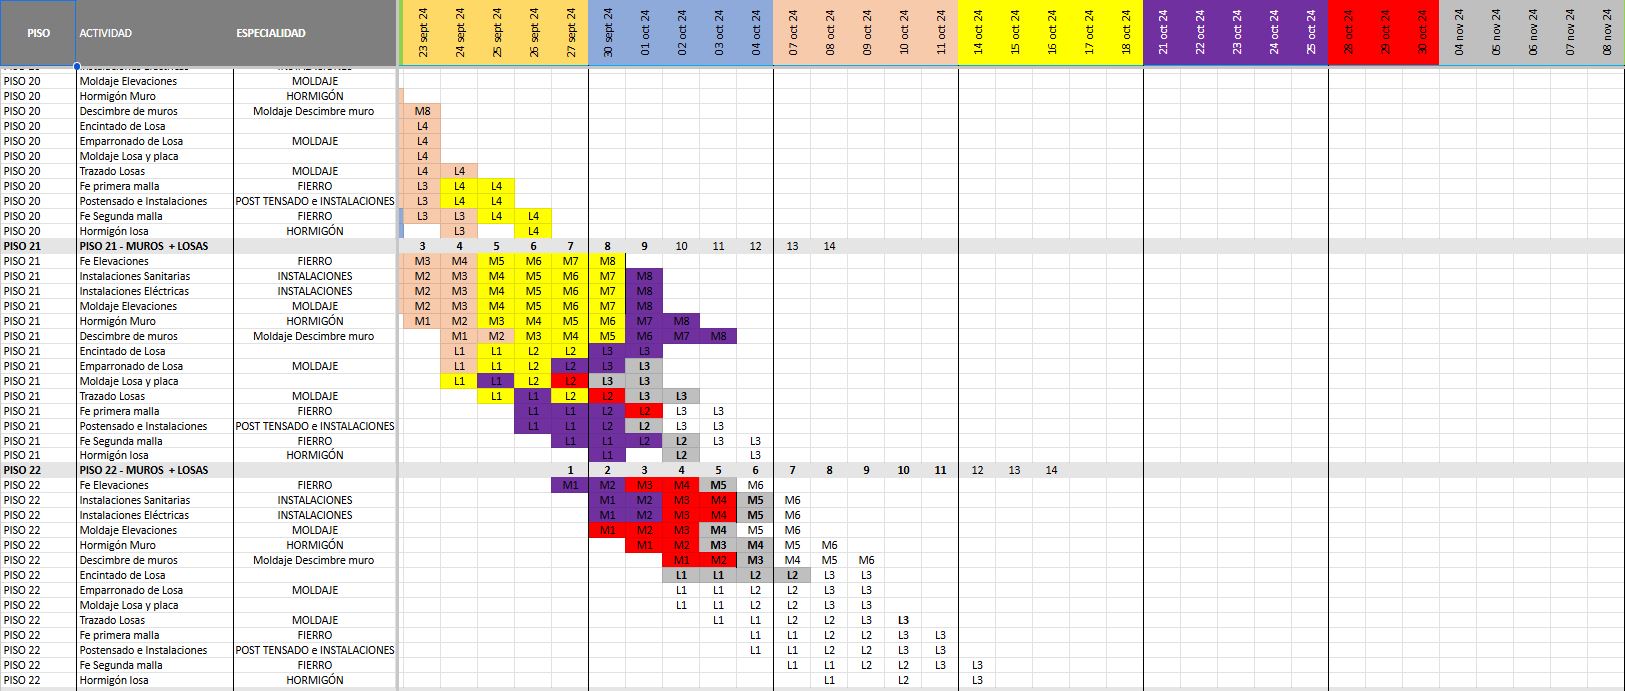 PISO ACTIVIDAD ESPECIALIDAD 23 sept 24 24 sept 24 25 sept 24 26 sept 24 27 sept 24 30 sept 24 01 oct 24 02 oct 24 03 oct 24 04 oct 24 07 oct 24 08 oct 24 09 oct 24 10 oct 24 11 oct 24 14 oct 24 15 oct 24 16 oct 24 17 oct 24 18 oct 24 21 oct 24 22 oct 24 23 oct 24 24 oct 24 25 oct 24 28 oct 24 29 oct 24 30 oct 24 04 nov 24 05 nov 24 06 nov 24 07 nov 24 08 nov 24
PISO 20 Moldaje Elevaciones MOLDAJE
PISO 20 Hormigón Muro HORMIGÓN
PISO 20 Descimbre de muros Moldaje Descimbre muro M8
PISO 20 Encintado de Losa L4
PISO 20 Emparronado de Losa MOLDAJE L4
PISO 20 Moldaje Losa y placa L4
PISO 20 Trazado Losas MOLDAJE L4 L4
PISO 20 Fe primera malla FIERRO L3 L4 L4
PISO 20 Postensado e Instalaciones POST TENSADO e INSTALACIONES L3 L4 L4
PISO 20 Fe Segunda malla FIERRO L3 L3 L4 L4
PISO 20 Hormigón losa HORMIGÓN L3 L4
PISO 21 PISO 21 - MUROS + LOSAS 3 4 5 6 7 8 9 10 11 12 13 14
PISO 21 Fe Elevaciones FIERRO M3 M4 M5 M6 M7 M8
PISO 21 Instalaciones Sanitarias INSTALACIONES M2 M3 M4 M5 M6 M7 M8
PISO 21 Instalaciones Eléctricas INSTALACIONES M2 M3 M4 M5 M6 M7 M8
PISO 21 Moldaje Elevaciones MOLDAJE M2 M3 M4 M5 M6 M7 M8
PISO 21 Hormigón Muro HORMIGÓN M1 M2 M3 M4 M5 M6 M7 M8
PISO 21 Descimbre de muros Moldaje Descimbre muro M1 M2 M3 M4 M5 M6 M7 M8
PISO 21 Encintado de Losa L1 L1 L2 L2 L3 L3
PISO 21 Emparronado de Losa MOLDAJE L1 L1 L2 L2 L3 L3
PISO 21 Moldaje Losa y placa L1 L1 L2 L2 L3 L3
PISO 21 Trazado Losas MOLDAJE L1 L1 L2 L2 L3 L3
PISO 21 Fe primera malla FIERRO L1 L1 L2 L2 L3 L3
PISO 21 Postensado e Instalaciones POST TENSADO e INSTALACIONES L1 L1 L2 L2 L3 L3
PISO 21 Fe Segunda malla FIERRO L1 L1 L2 L2 L3 L3
PISO 21 Hormigón losa HORMIGÓN L1 L2 L3
PISO 22 PISO 22 - MUROS + LOSAS 1 2 3 4 5 6 7 8 9 10 11 12 13 14
PISO 22 Fe Elevaciones FIERRO M1 M2 M3 M4 M5 M6
PISO 22 Instalaciones Sanitarias INSTALACIONES M1 M2 M3 M4 M5 M6
PISO 22 Instalaciones Eléctricas INSTALACIONES M1 M2 M3 M4 M5 M6
PISO 22 Moldaje Elevaciones MOLDAJE M1 M2 M3 M4 M5 M6
PISO 22 Hormigón Muro HORMIGÓN M1 M2 M3 M4 M5 M6
PISO 22 Descimbre de muros Moldaje Descimbre muro M1 M2 M3 M4 M5 M6
PISO 22 Encintado de Losa L1 L1 L2 L2 L3 L3
PISO 22 Emparronado de Losa MOLDAJE L1 L1 L2 L2 L3 L3
PISO 22 Moldaje Losa y placa L1 L1 L2 L2 L3 L3
PISO 22 Trazado Losas MOLDAJE L1 L1 L2 L2 L3 L3
PISO 22 Fe primera malla FIERRO L1 L1 L2 L2 L3 L3
PISO 22 Postensado e Instalaciones POST TENSADO e INSTALACIONES L1 L1 L2 L2 L3 L3
PISO 22 Fe Segunda malla FIERRO L1 L1 L2 L2 L3 L3
PISO 22 Hormigón losa HORMIGÓN L1 L2 L3